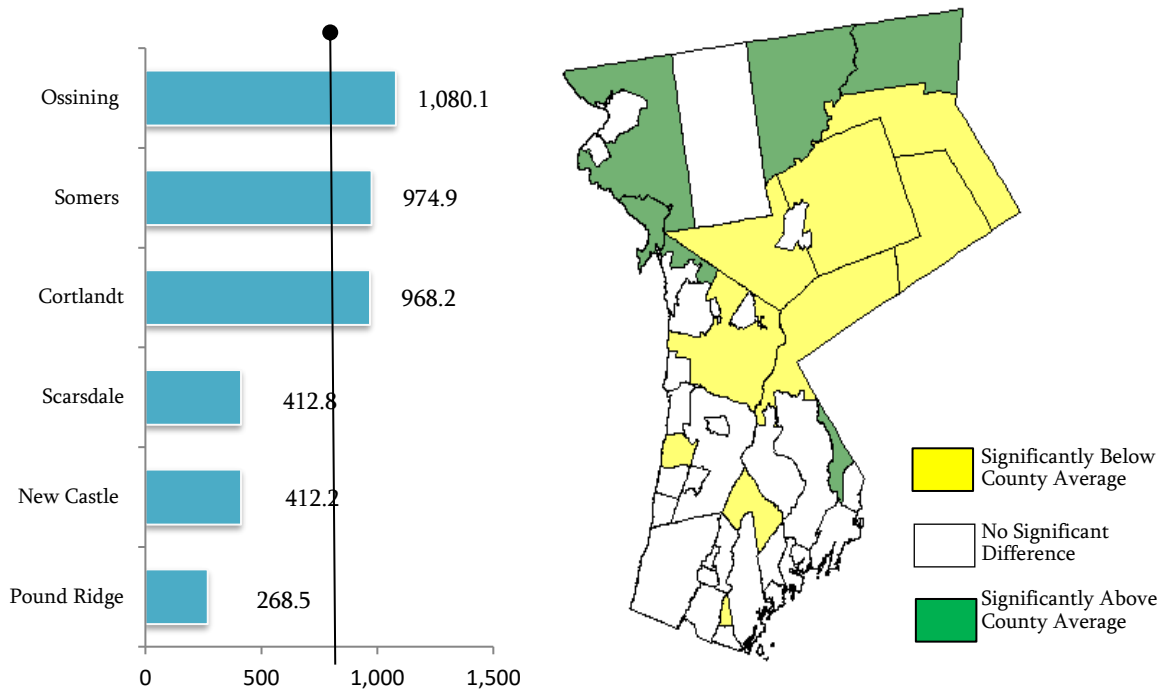 Ossining
1,080.1
Somers
974.9
Cortlandt
968.2
Scarsdale
412.8
New Castle
412.2
Pound Ridge
268.5
0
500
1,000
1,500
Significantly Below
County Average
No Significant
Difference
Significantly Above
County Average